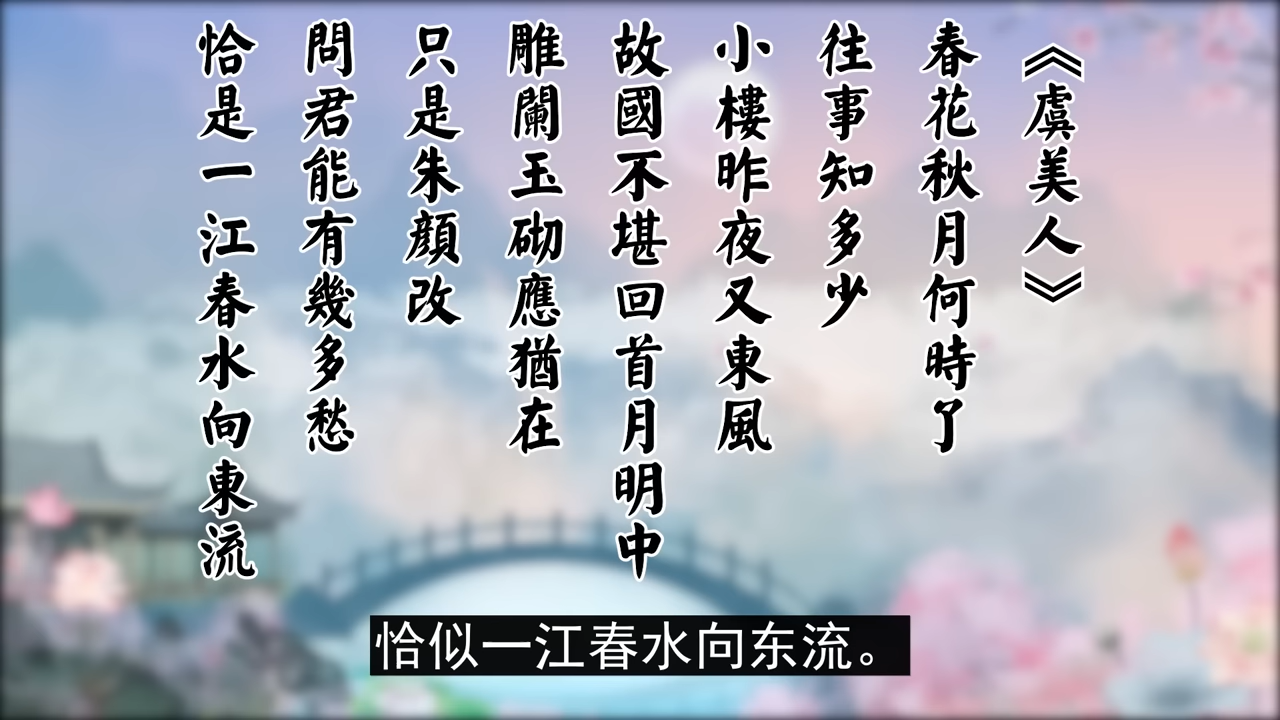 《虞美人》
春花秋月何時了
往事知多少
小樓昨夜又東風
故國不堪回首月明中
雕闌玉砌應猶在
只是朱顔改
問君能有幾多愁
恰是一江春水向東流
恰似一江春水向东流。